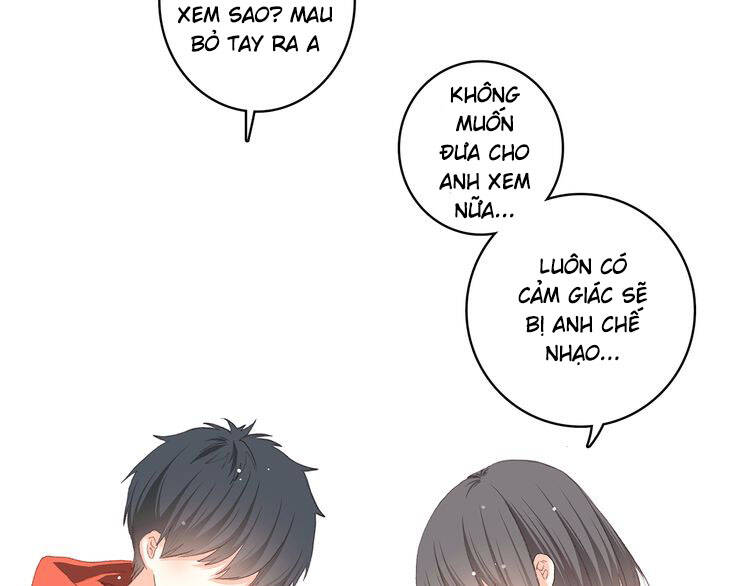 XEM SAO? MAU
BỎ TAY RA A
KHÔNG
MUỐN
ĐƯA CHO
ANH XEM
NỮA...
LUÔN CÓ
CẢM GIÁC SẼ
BỊ ANH CHẾ
NHẠO...